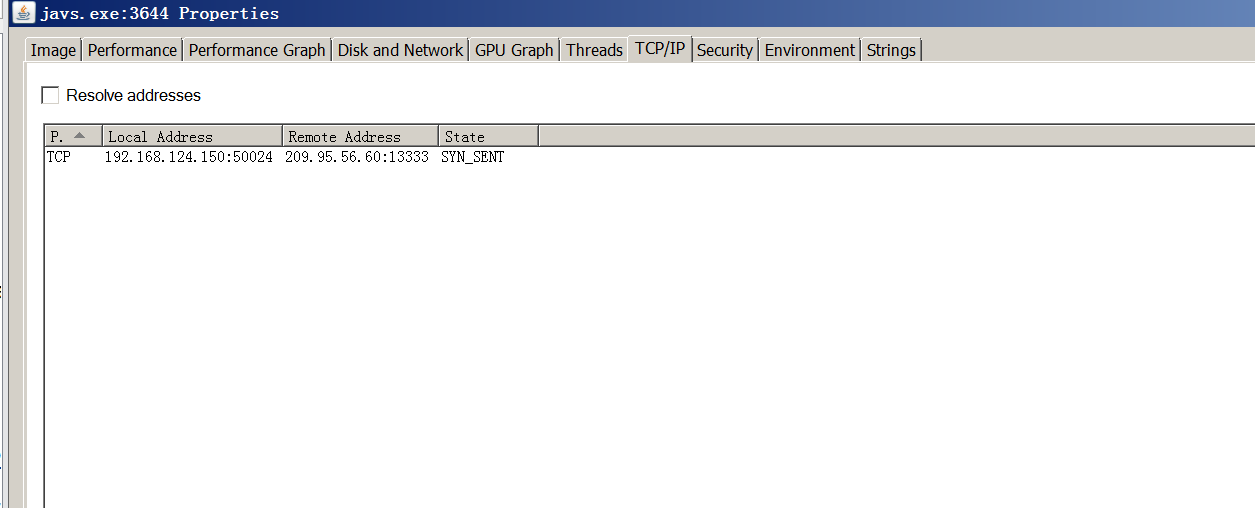 javs.exe:3644 Properties
Image Performance Performance Graph Disk and Network GPU Graph Threads TCP/IP Security Environment Strings
Resolve addresses
P. Local Address Remote Address State
TCP 192.168.124.150:50024 209.95.56.60:13333 SYN_SENT